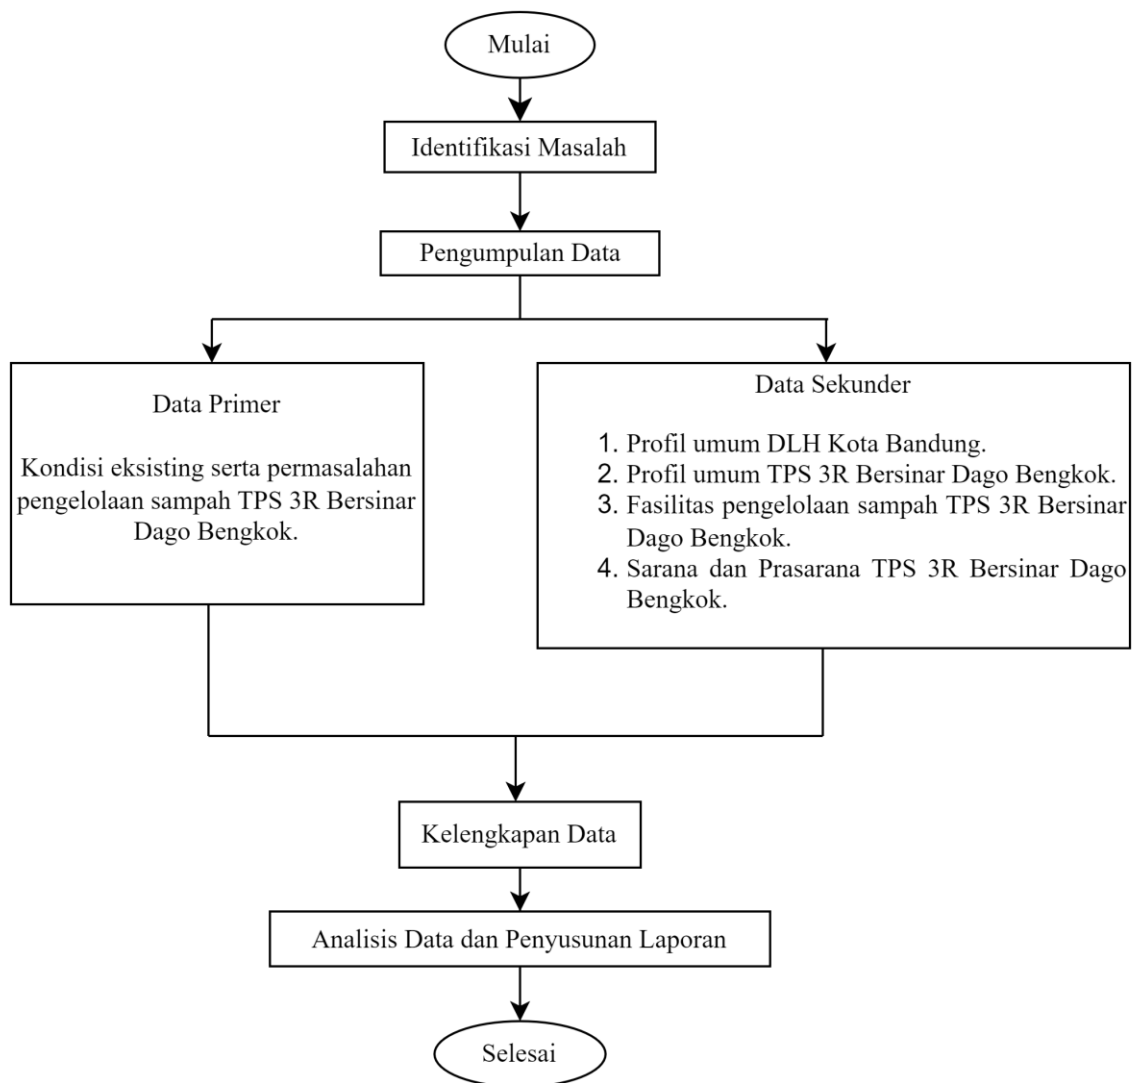 Mulai
Identifikasi Masalah
Pengumpulan Data
Data Primer
Kondisi eksisting serta permasalahan
pengelolaan sampah TPS 3R Bersinar
Dago Bengkok.
Data Sekunder
1. Profil umum DLH Kota Bandung.
2. Profil umum TPS 3R Bersinar Dago Bengkok.
3. Fasilitas pengelolaan sampah TPS 3R Bersinar
Dago Bengkok.
4. Sarana dan Prasarana TPS 3R Bersinar Dago
Bengkok.
Kelengkapan Data
Analisis Data dan Penyusunan Laporan
Selesai